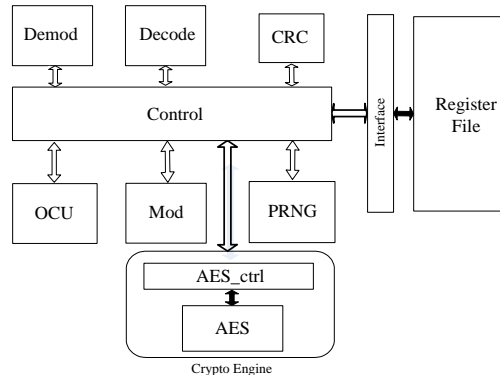 Demod
Decode
CRC
Control
Interface
Register
File
OCU
Mod
PRNG
AES_ctrl
AES
Crypto Engine